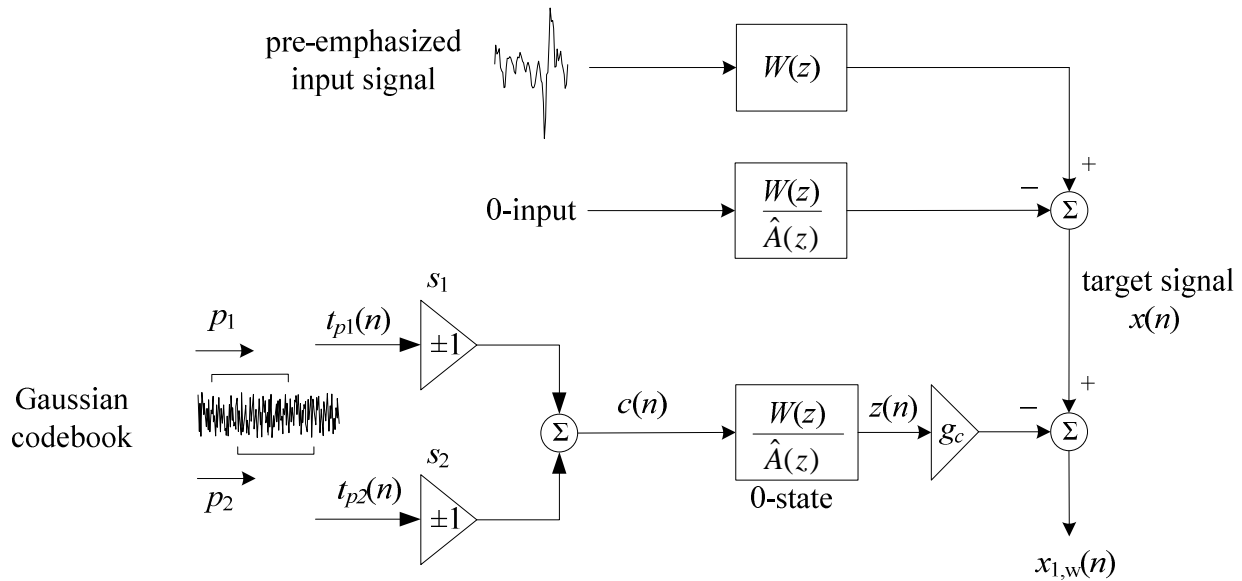 pre-emphasized
input signal
W(z)
+
0-input
W(z)
Â(z)
−
Σ
target signal
x(n)
s₁
p₁
tₚ₁(n)
±1
Gaussian
codebook
Σ
c(n)
W(z)
Â(z)
0-state
z(n)
g꜀
−
+
Σ
s₂
p₂
tₚ₂(n)
±1
x₁,w(n)